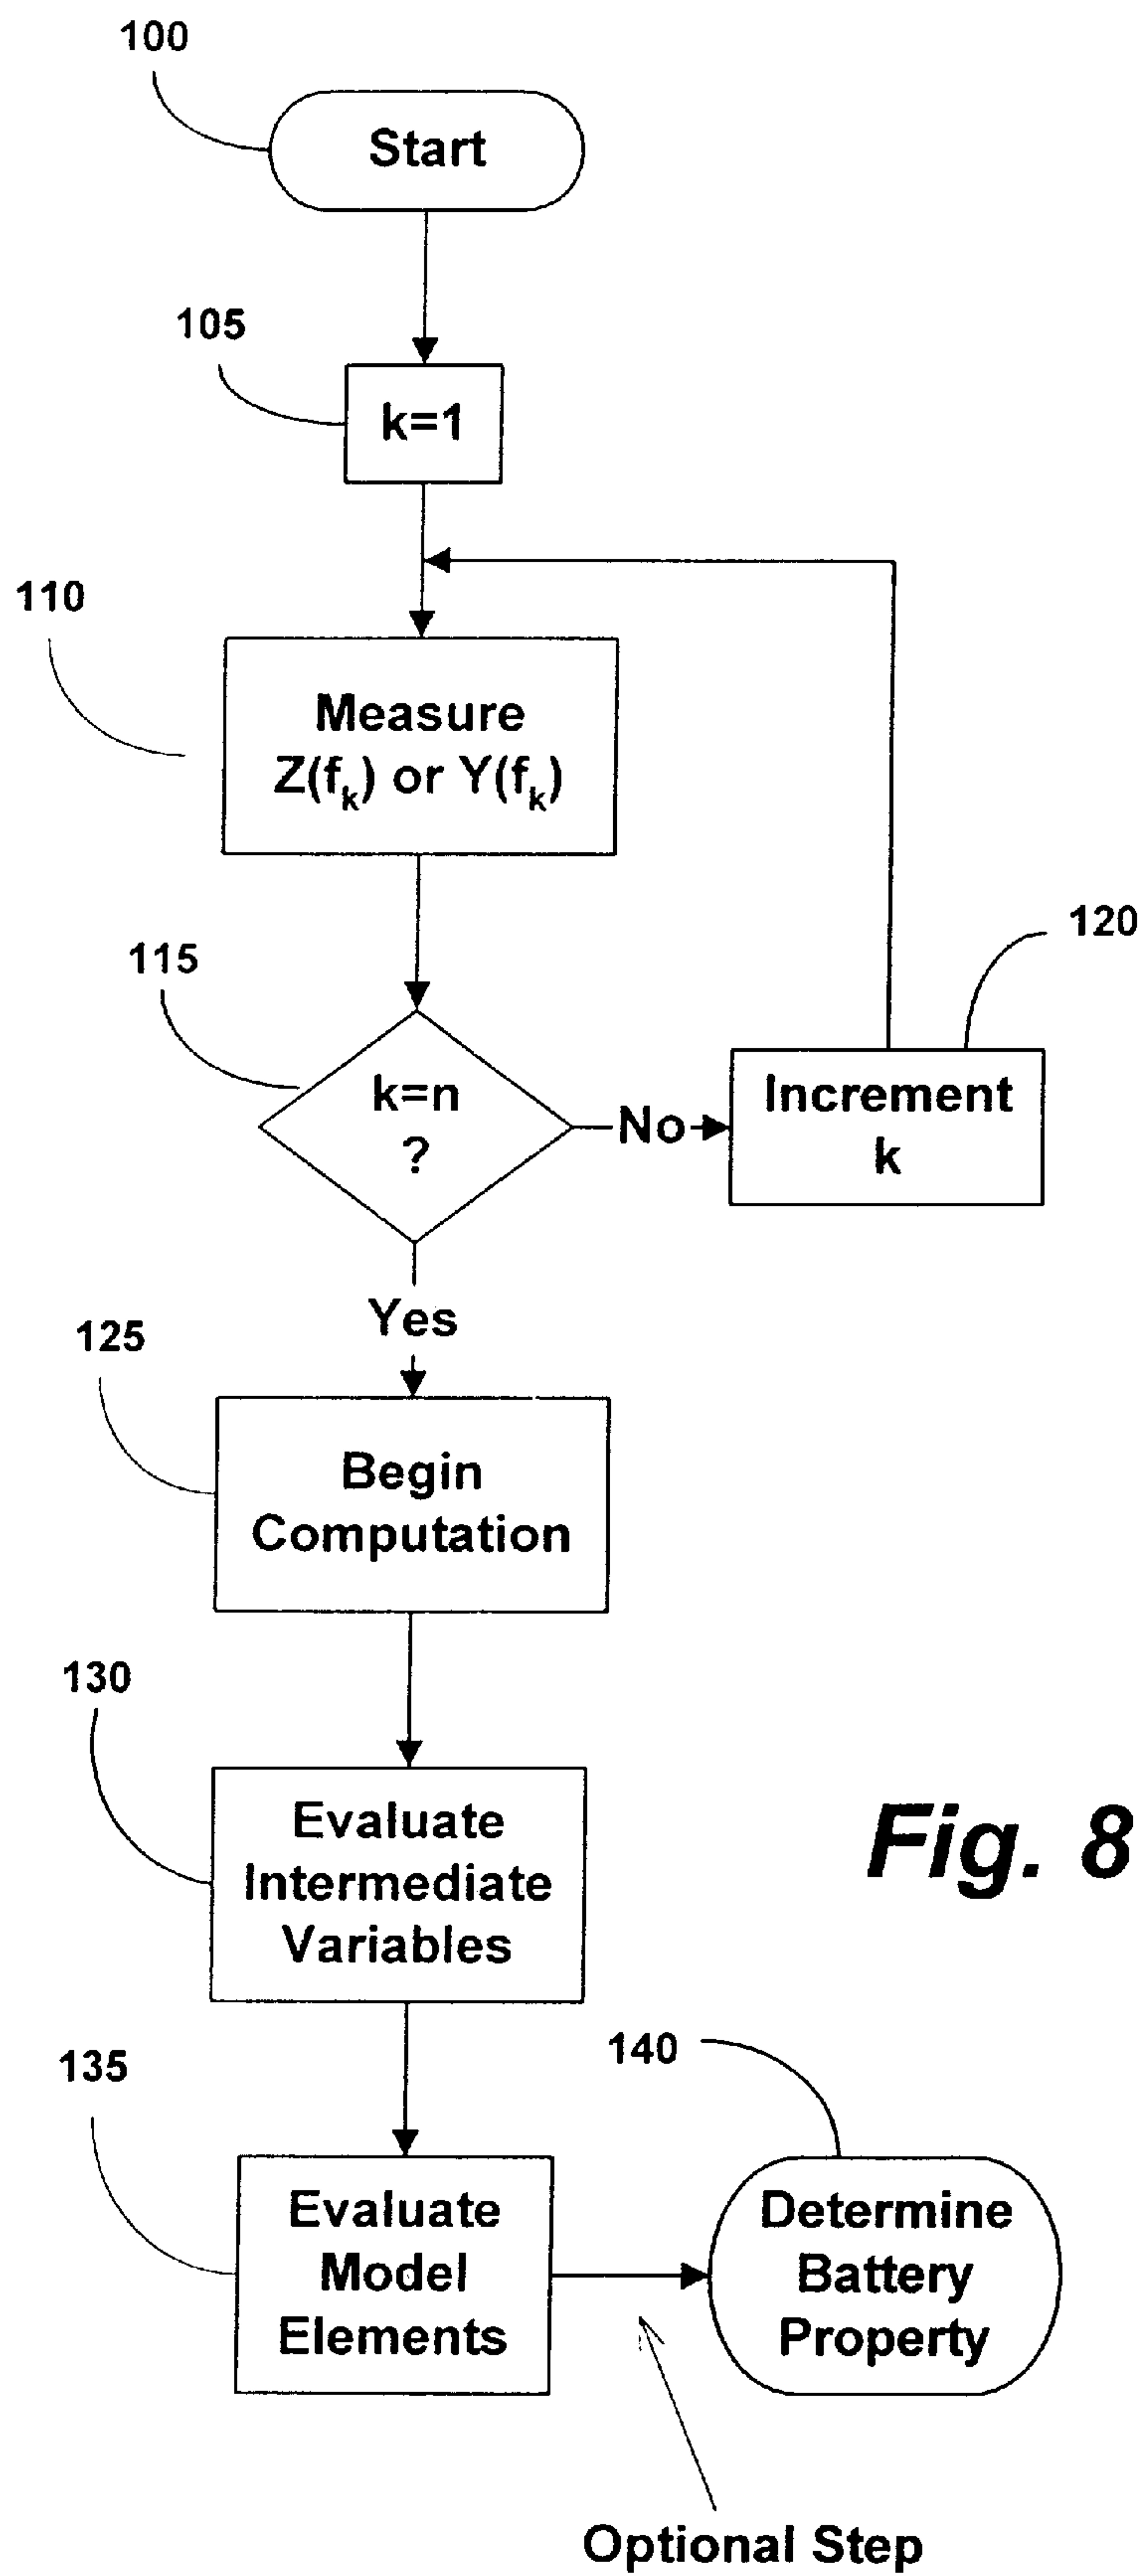 100
Start
105
k=1
110
Measure
Z(fk) or Y(fk)
115
k=n
?
No
120
Increment
k
Yes
125
Begin
Computation
130
Evaluate
Intermediate
Variables
Fig. 8
135
Evaluate
Model
Elements
140
Determine
Battery
Property
Optional Step